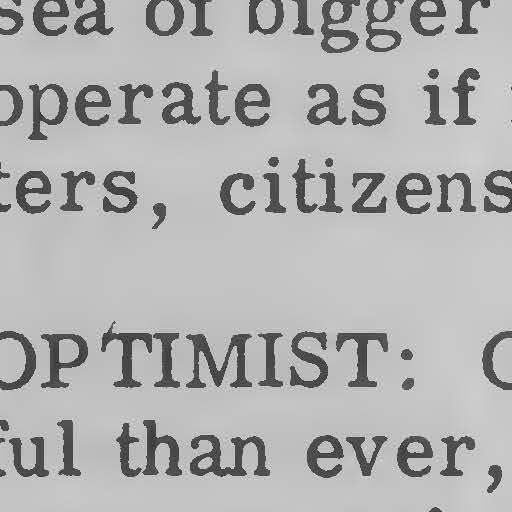 sea of bigger
operate as if
ters, citizens
OPTIMIST:
ful than ever,